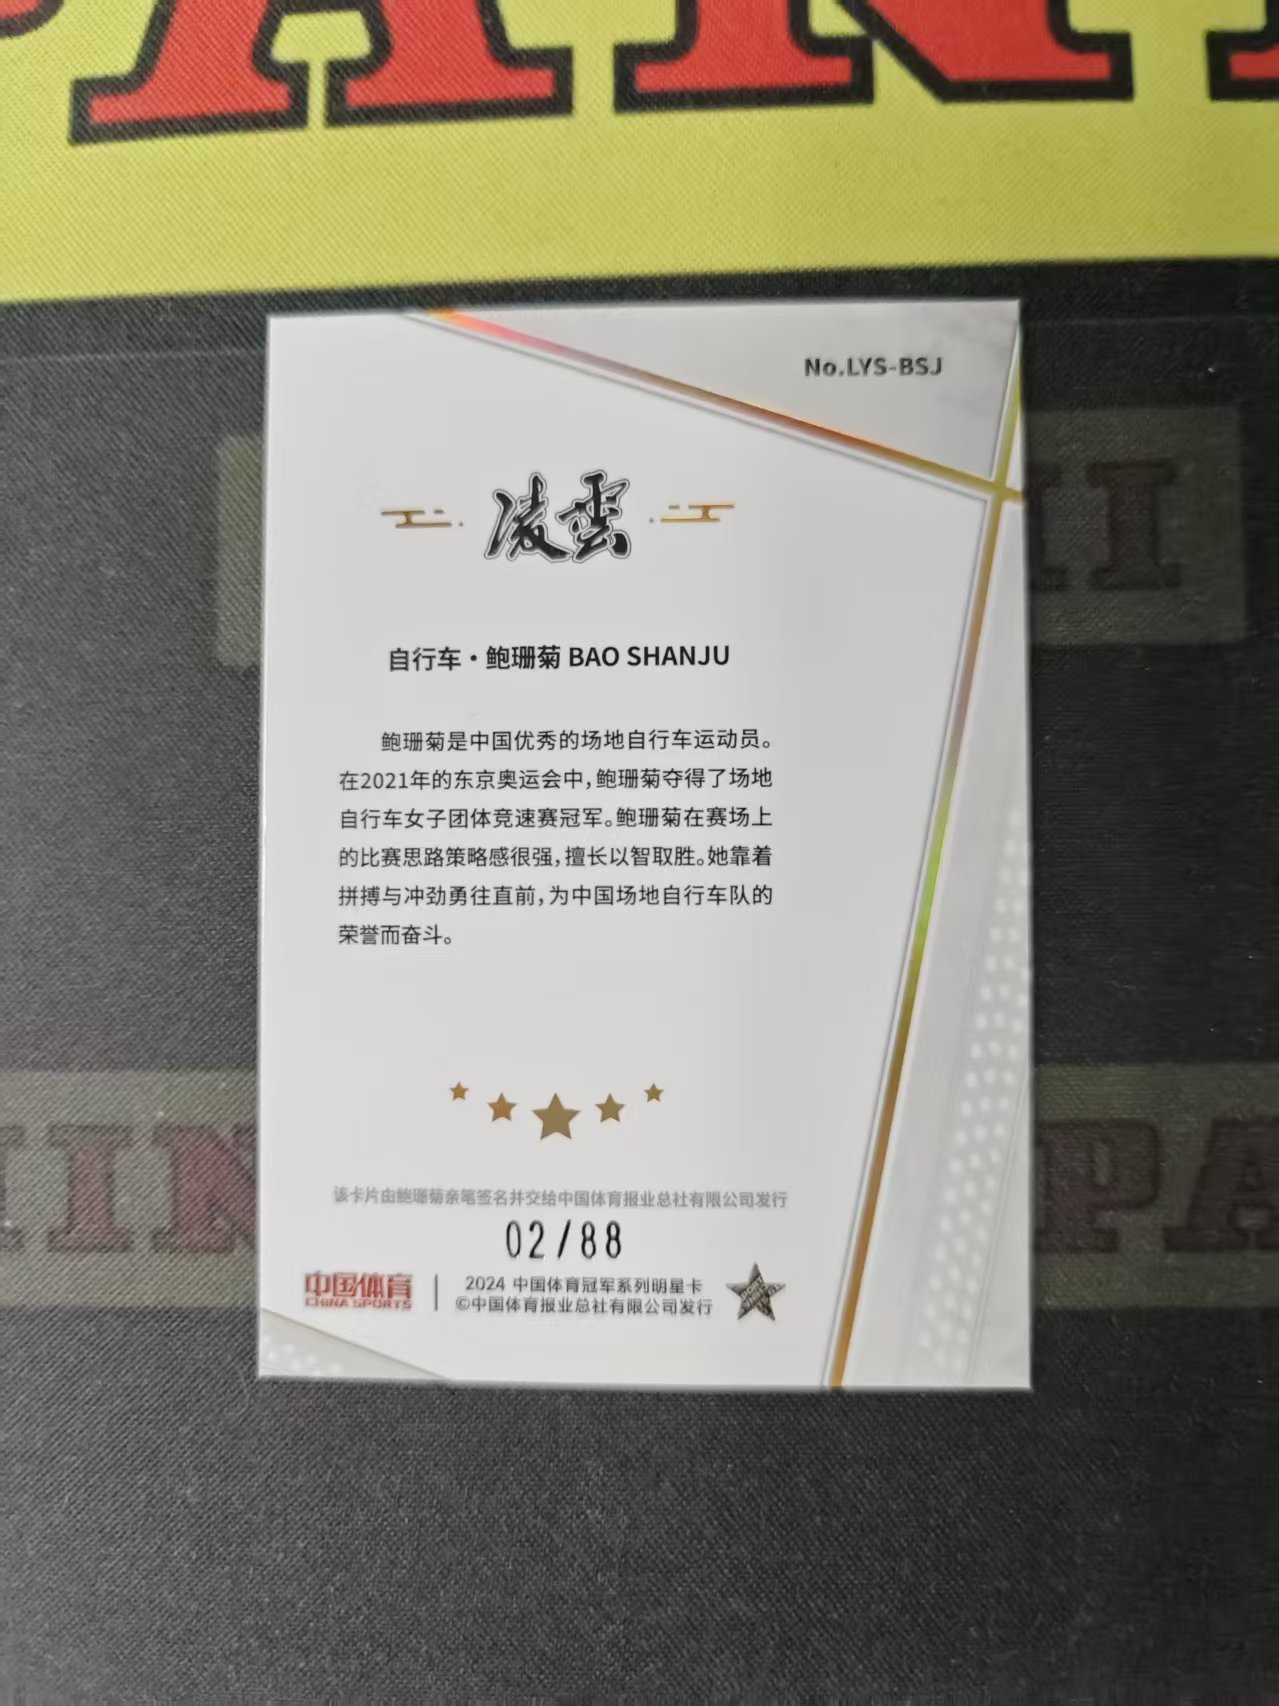 No.LYS-BSJ
凌雲
自行车·鲍珊菊 BAO SHANJU
鲍珊菊是中国优秀的场地自行车运动员。
在2021年的东京奥运会中,鲍珊菊夺得了场地
自行车女子团体竞速赛冠军。鲍珊菊在赛场上
的比赛思路策略感很强,擅长以智取胜。她靠着
拼搏与冲劲勇往直前,为中国场地自行车队的
荣誉而奋斗。
该卡片由鲍珊菊亲笔签名并交给中国体育报业总社有限公司发行
02/88
中国体育
CHINA SPORTS
2024 中国体育冠军系列明星卡
©中国体育报业总社有限公司发行